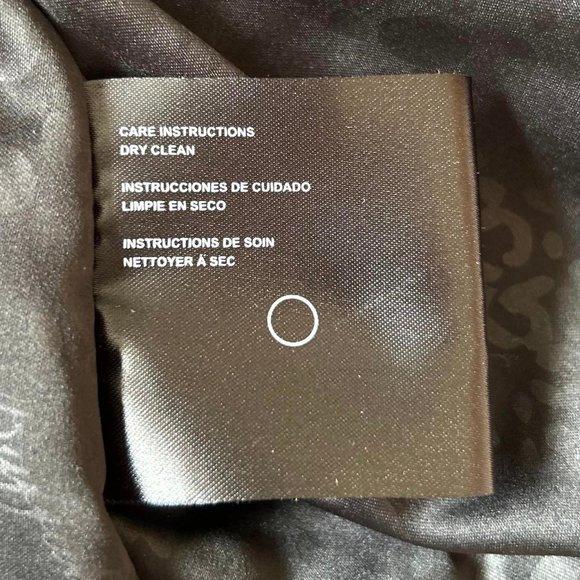 CARE INSTRUCTIONS
DRY CLEAN
INSTRUCCIONES DE CUIDADO
LIMPIE EN SECO
INSTRUCTIONS DE SOIN
NETTOYER À SEC